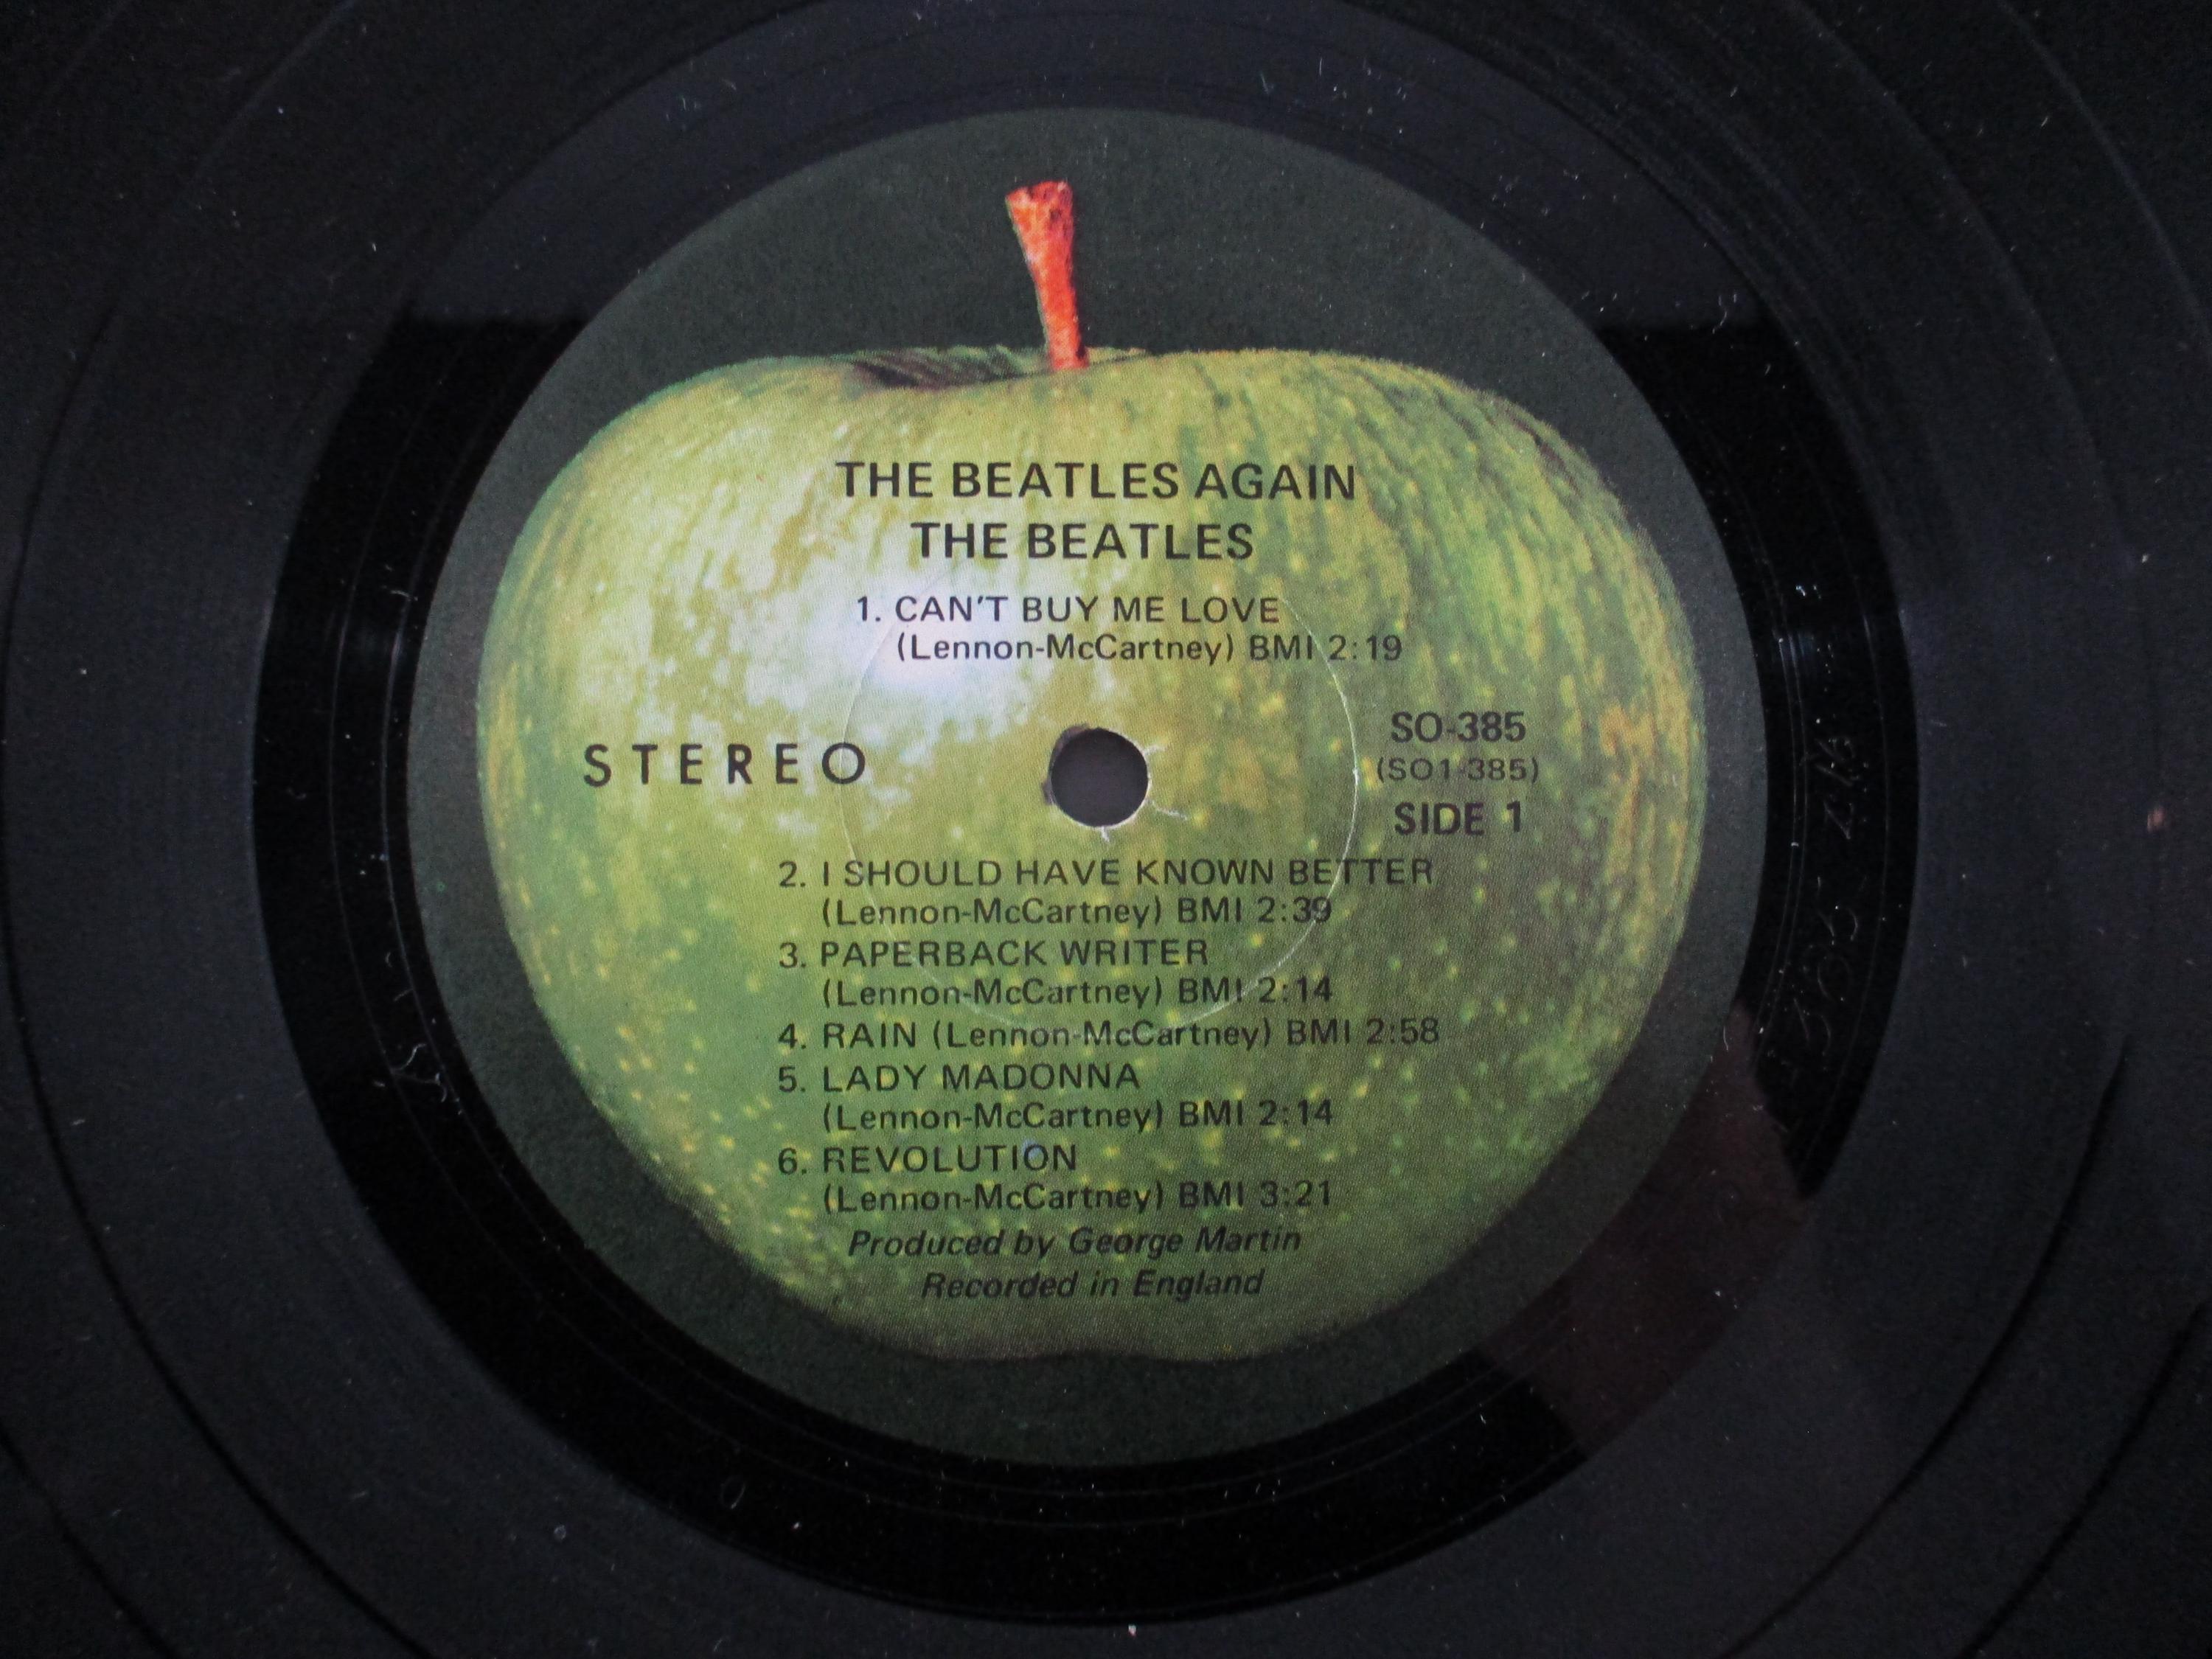 THE BEATLES AGAIN
THE BEATLES
1. CAN'T BUY ME LOVE
(Lennon-McCartney) BMI 2:19
STEREO
SO-385
(SO1-385)
SIDE 1
2. I SHOULD HAVE KNOWN BETTER
(Lennon-McCartney) BMI 2:39
3. PAPERBACK WRITER
(Lennon-McCartney) BMI 2:14
4. RAIN (Lennon-McCartney) BMI 2:58
5. LADY MADONNA
(Lennon-McCartney) BMI 2:14
6. REVOLUTION
(Lennon-McCartney) BMI 3:21
Produced by George Martin
Recorded in England